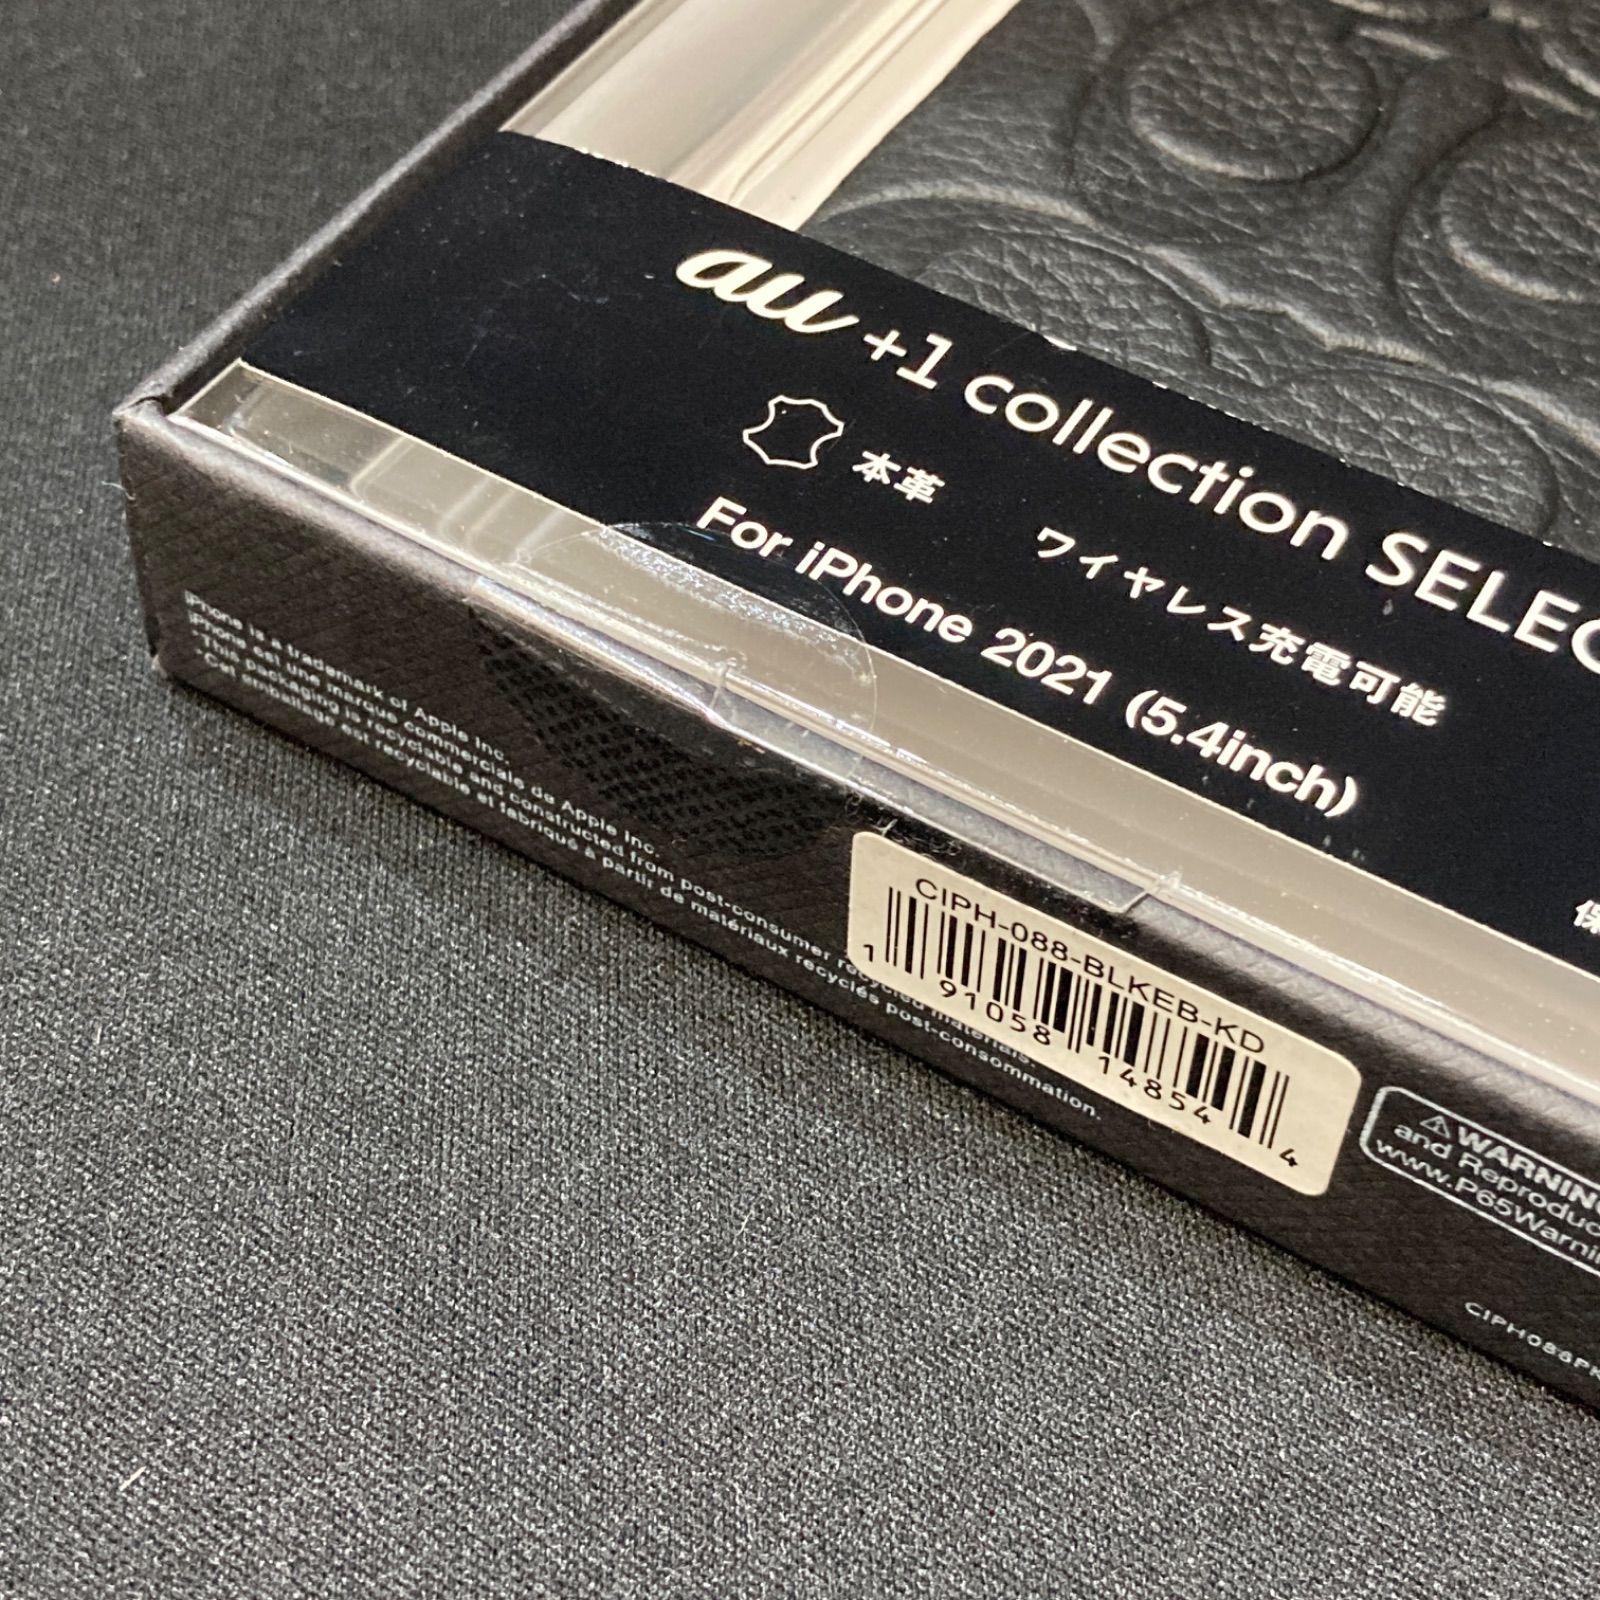 au +1 collection SELEC
本革 ワイヤレス充電可能
For iPhone 2021 (5.4inch)
保
iPhone is a trademark of Apple Inc.
iPhone est une marque commerciale de Apple Inc.
*This packaging is recyclable and constructed from post-consumer recycled materials.
Cet emballage est recyclable et fabriqué à partir de matériaux recyclés post-consommation.
CIPH-088-BLKEB-KD
1 91058 14854 4
⚠WARNING
and Reproduc
www.P65Warnin
CIPH088PK